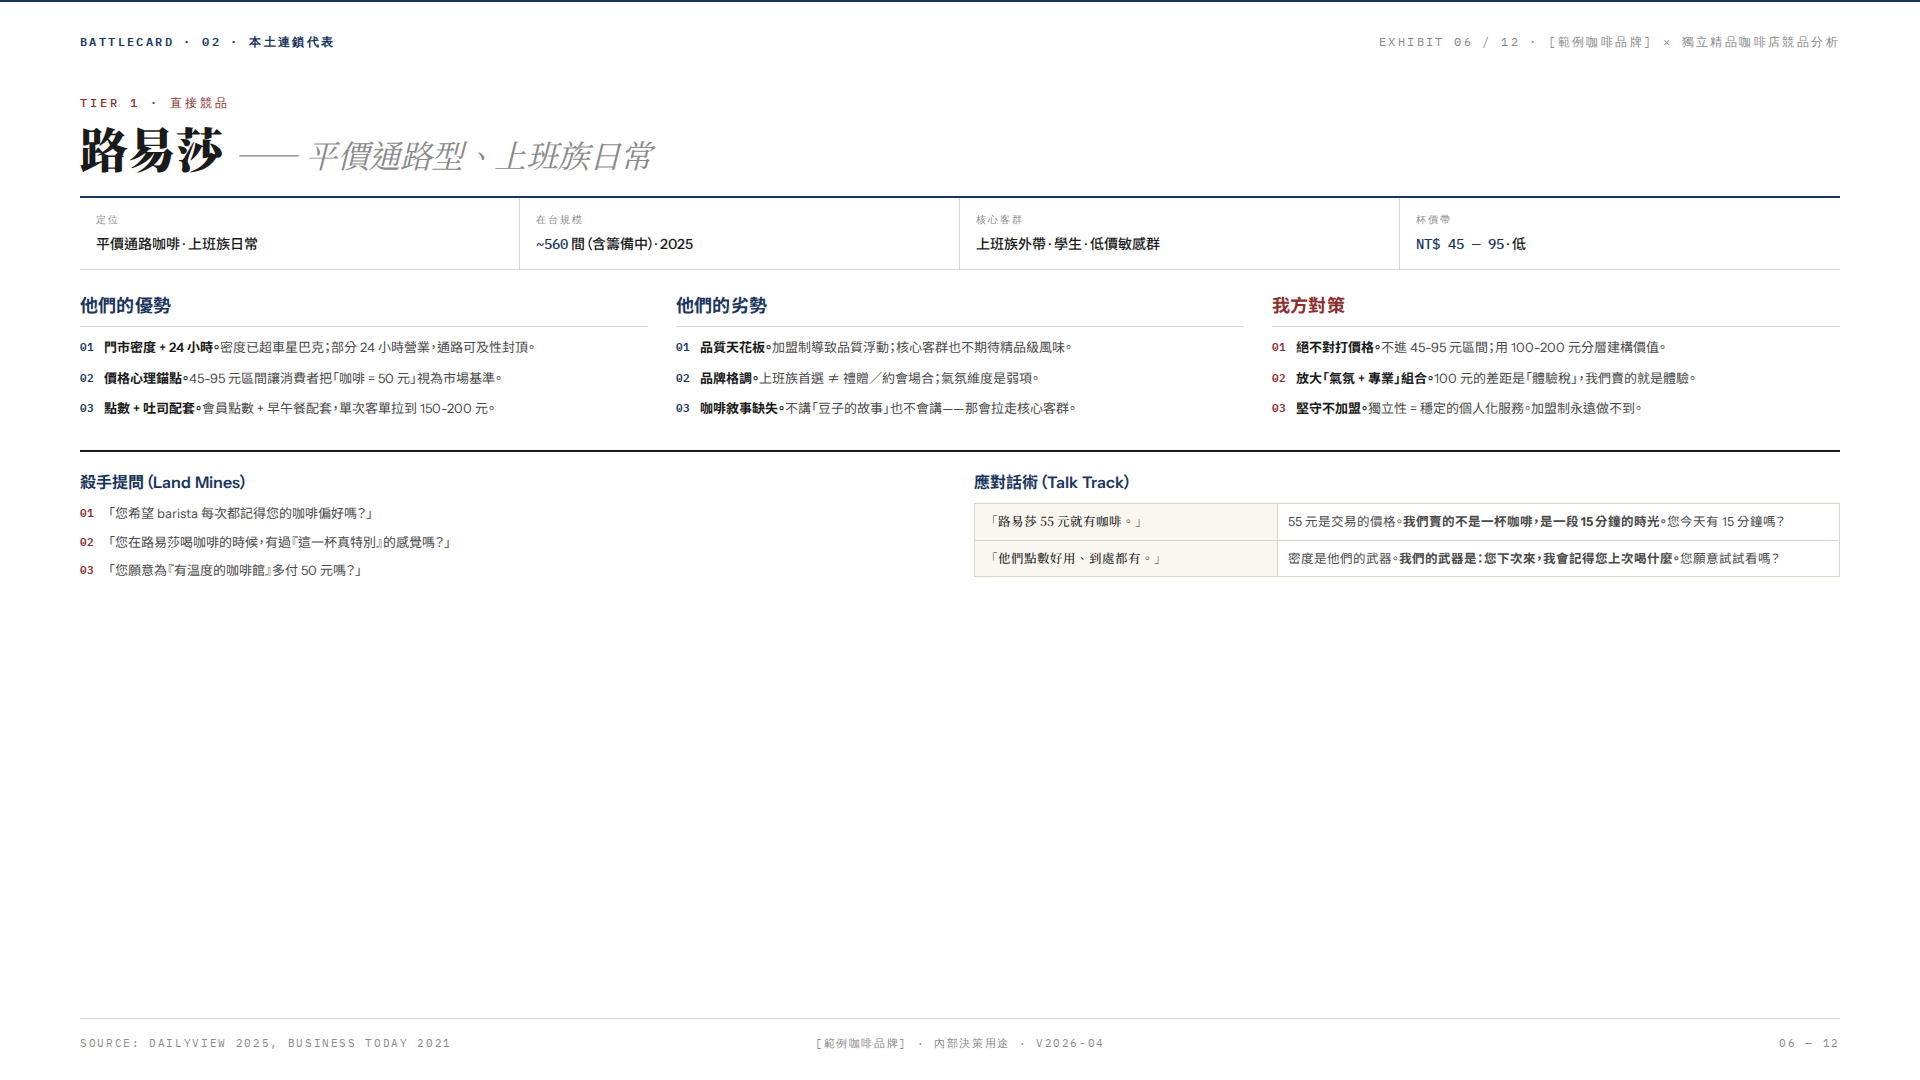 BATTLECARD · 02 · 本土連鎖代表
EXHIBIT 06 / 12 · [範例咖啡品牌] × 獨立精品咖啡店競品分析
TIER 1 · 直接競品
路易莎 —— 平價通路型、上班族日常
定位
平價通路咖啡·上班族日常
在台規模
~560 間（含籌備中）·2025
核心客群
上班族外帶·學生·低價敏感群
杯價帶
NT$ 45 – 95·低
他們的優勢
01 門市密度 + 24 小時。密度已超車星巴克；部分 24 小時營業，通路可及性封頂。
02 價格心理錨點。45-95 元區間讓消費者把「咖啡 = 50 元」視為市場基準。
03 點數 + 吐司配套。會員點數 + 早午餐配套，單次客單拉到 150-200 元。
他們的劣勢
01 品質天花板。加盟制導致品質浮動；核心客群也不期待精品級風味。
02 品牌格調。上班族首選 ≠ 禮贈／約會場合；氣氛維度是弱項。
03 咖啡敘事缺失。不講「豆子的故事」也不會講——那會拉走核心客群。
我方對策
01 絕不對打價格。不進 45-95 元區間；用 100-200 元分層建構價值。
02 放大「氣氛 + 專業」組合。100 元的差距是「體驗稅」，我們賣的就是體驗。
03 堅守不加盟。獨立性 = 穩定的個人化服務。加盟制永遠做不到。
殺手提問（Land Mines）
01 「您希望 barista 每次都記得您的咖啡偏好嗎？」
02 「您在路易莎喝咖啡的時候，有過『這一杯真特別』的感覺嗎？」
03 「您願意為『有溫度的咖啡館』多付 50 元嗎？」
應對話術（Talk Track）
「路易莎 55 元就有咖啡。」
55 元是交易的價格。我們賣的不是一杯咖啡，是一段 15 分鐘的時光。您今天有 15 分鐘嗎？
「他們點數好用、到處都有。」
密度是他們的武器。我們的武器是：您下次來，我會記得您上次喝什麼。您願意試試看嗎？
SOURCE: DAILYVIEW 2025, BUSINESS TODAY 2021
[範例咖啡品牌] · 內部決策用途 · V2026-04
06 — 12